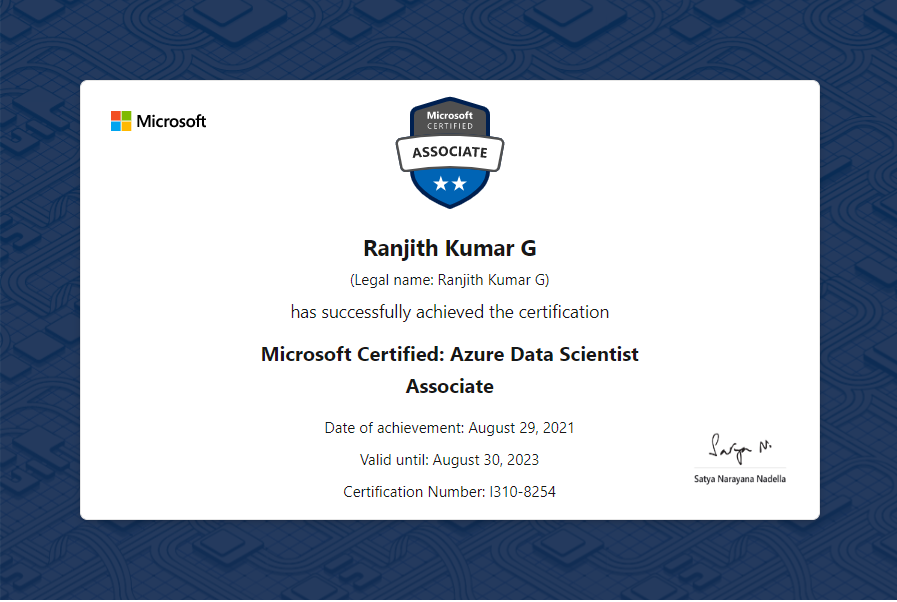 Microsoft
Microsoft
CERTIFIED
ASSOCIATE
Ranjith Kumar G
(Legal name: Ranjith Kumar G)
has successfully achieved the certification
Microsoft Certified: Azure Data Scientist
Associate
Date of achievement: August 29, 2021
Valid until: August 30, 2023
Certification Number: I310-8254
Satya N.
Satya Narayana Nadella